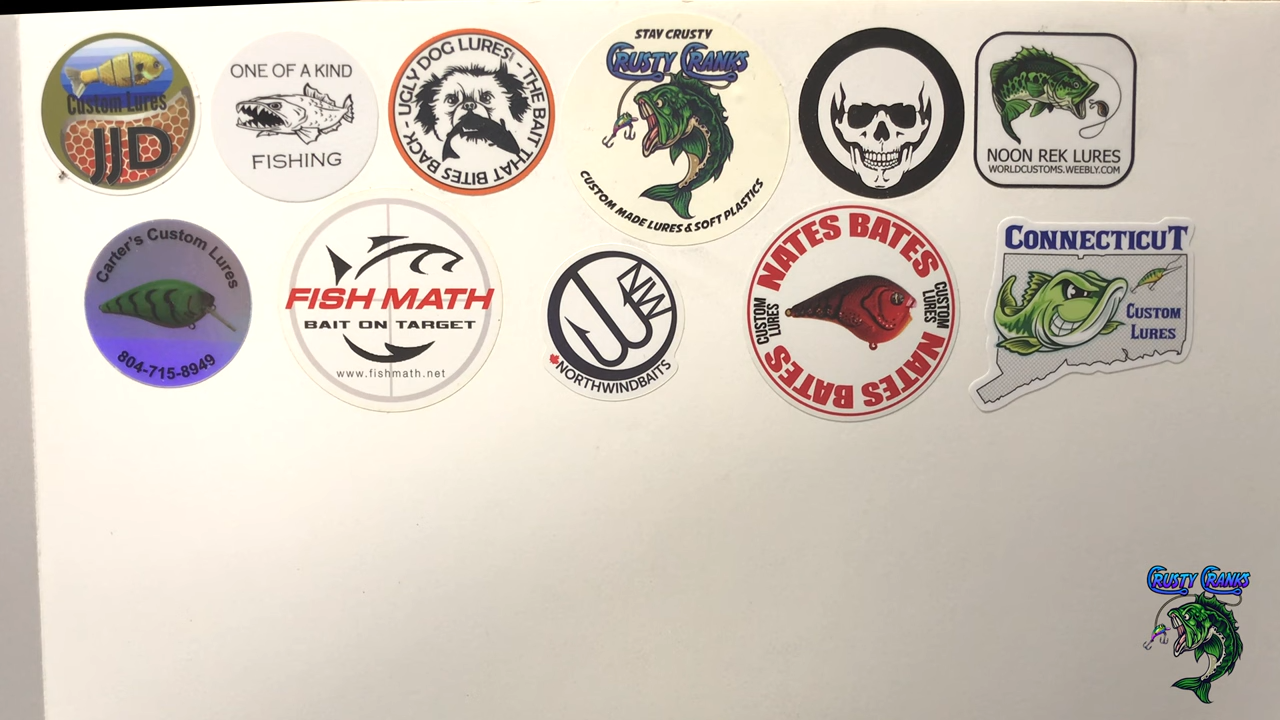 Custom Lures
JJD
ONE OF A KIND
FISHING
UGLY DOG LURES! - THE BAIT THAT BITES BACK -
STAY CRUSTY
CRUSTY CRANKS
CUSTOM MADE LURES & SOFT PLASTICS
NOON REK LURES
WORLDCUSTOMS.WEEBLY.COM
Carter's Custom Lures
804-715-8949
FISH MATH
BAIT ON TARGET
www.fishmath.net
NW
NORTHWINDBAITS
NATES BATES
CUSTOM LURES
CUSTOM LURES
NATES BATES
CONNECTICUT
CUSTOM
LURES
CRUSTY CRANKS